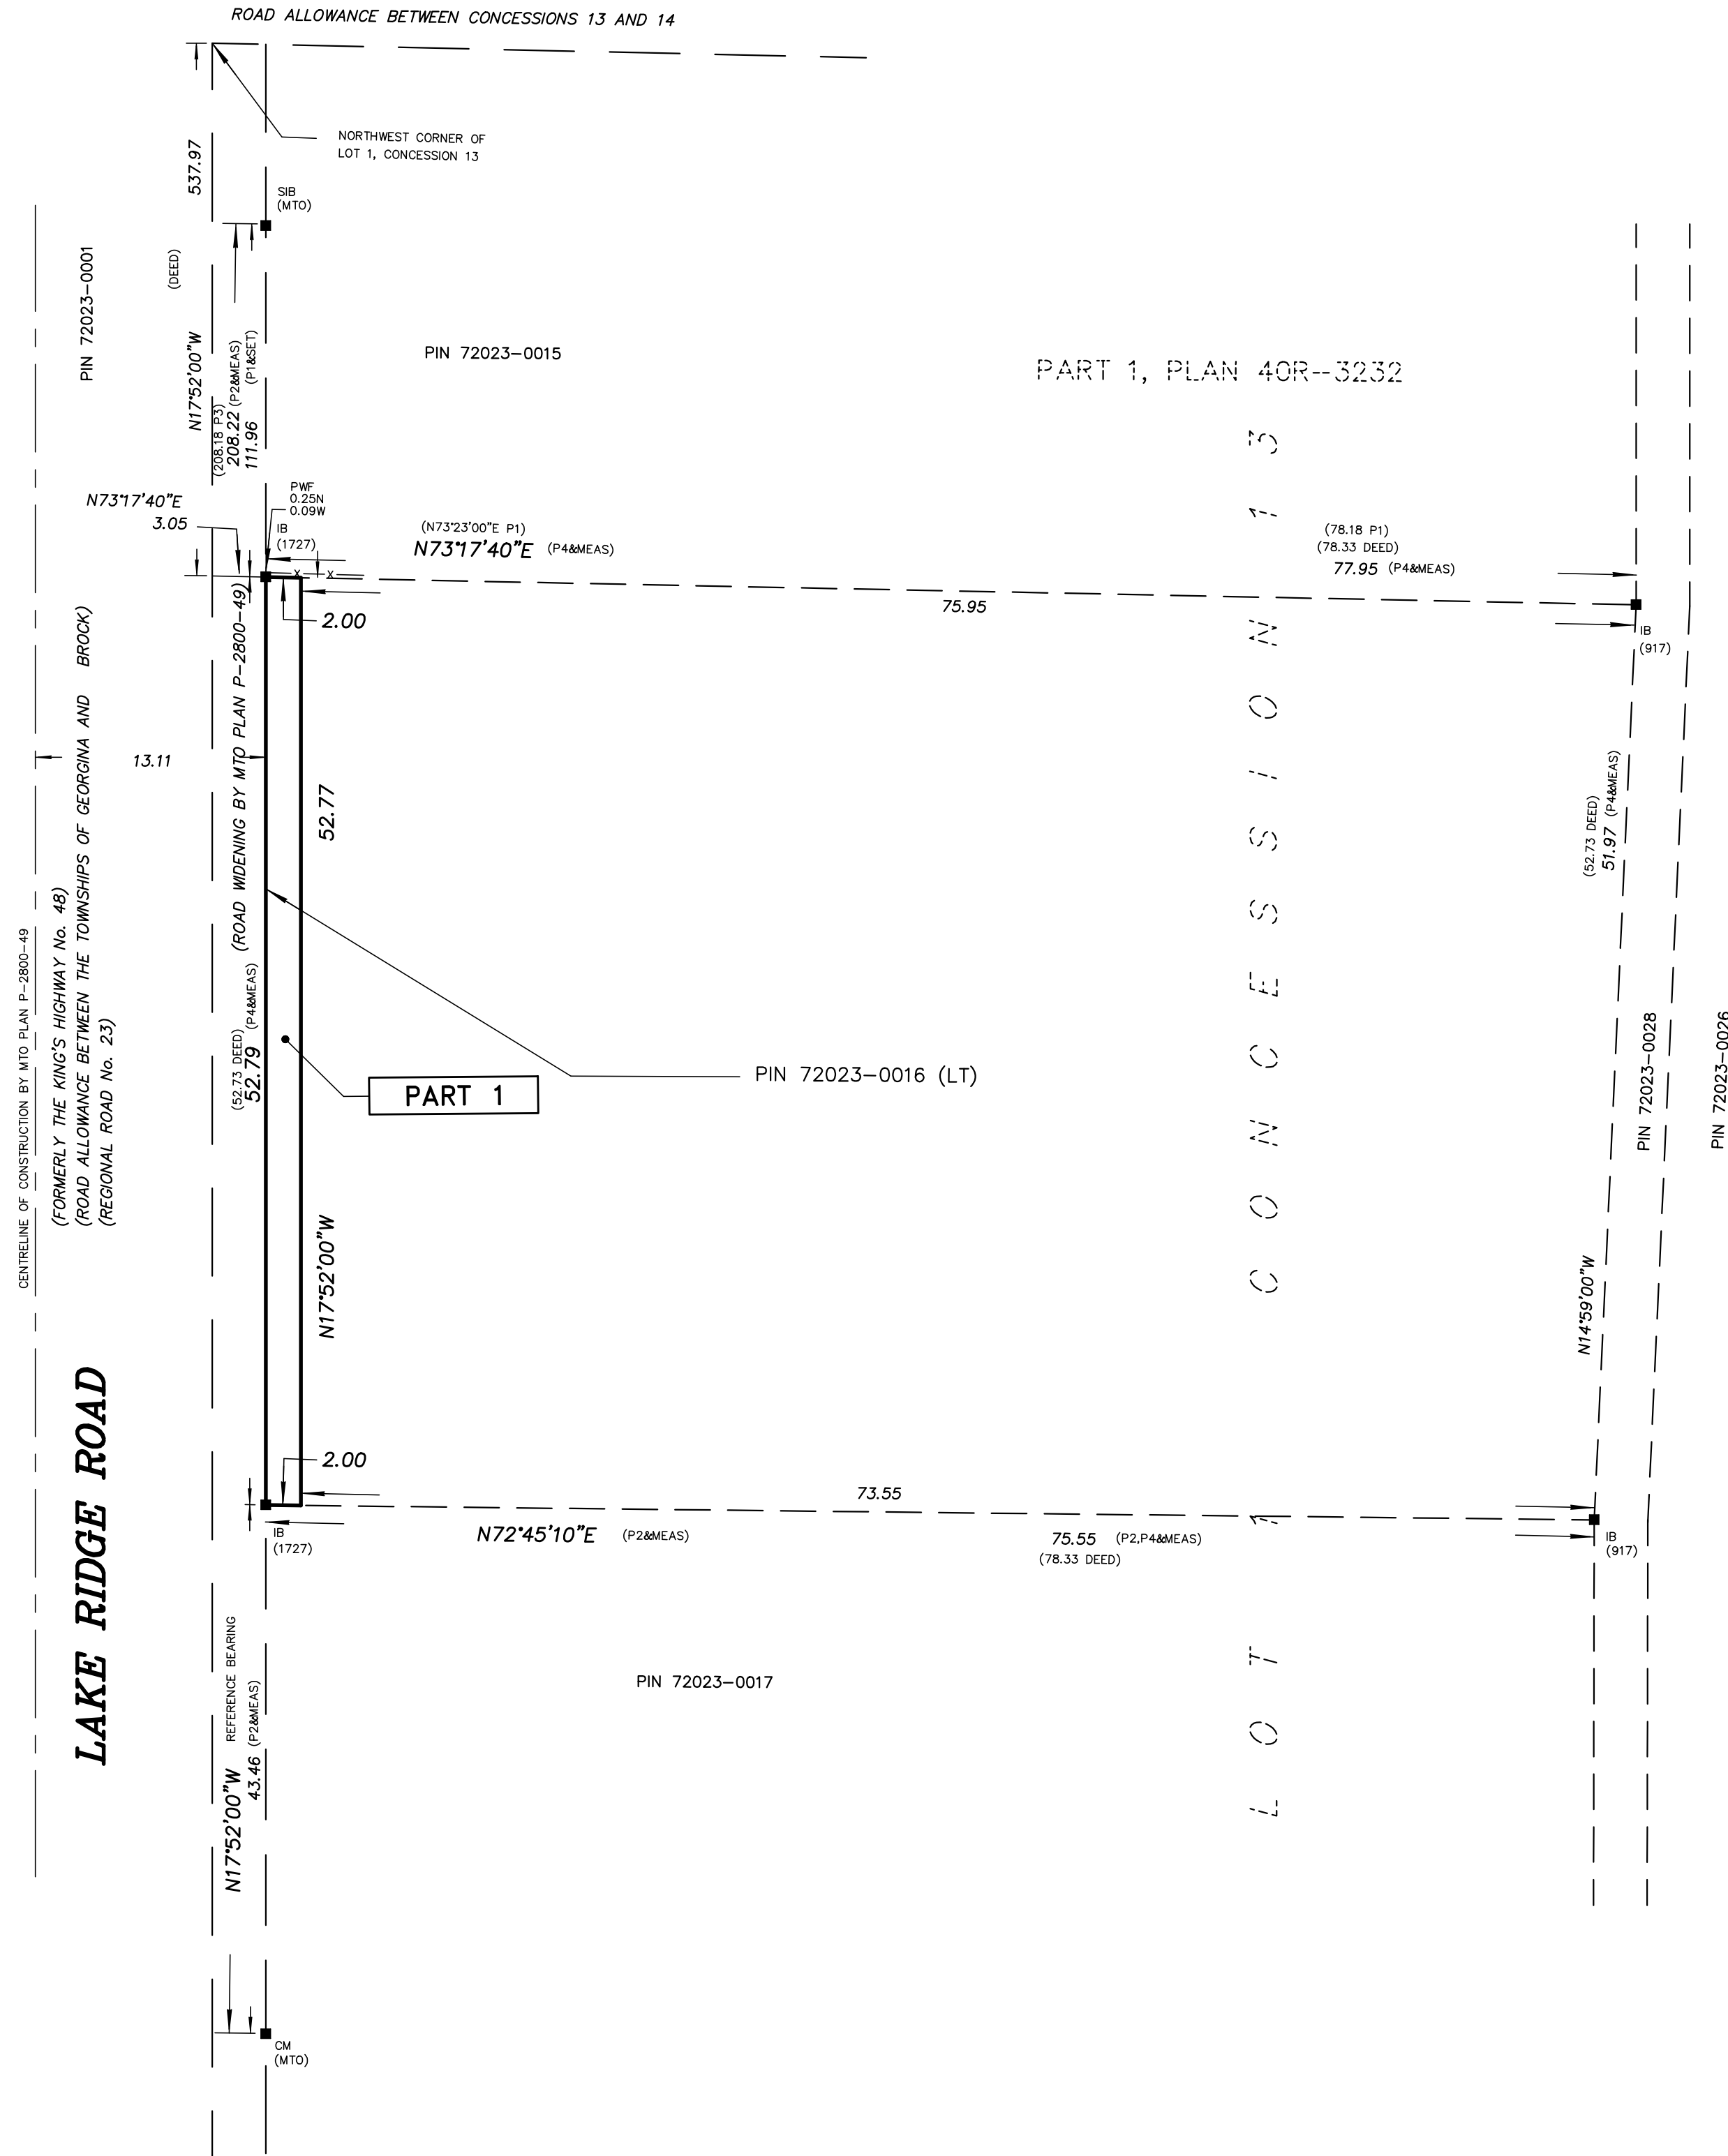 ROAD ALLOWANCE BETWEEN CONCESSIONS 13 AND 14
NORTHWEST CORNER OF
LOT 1, CONCESSION 13
537.97
(DEED)
N17°52'00"W
SIB
(MTO)
PIN 72023-0001
(208.18 P3)
208.22 (P2&MEAS)
111.96 (P1&SET)
PIN 72023-0015
PART 1, PLAN 40R--3232
N73°17'40"E
3.05
PWF
0.25N
0.09W
IB
(1727)
(N73°23'00"E P1)
N73°17'40"E (P4&MEAS)
(78.18 P1)
(78.33 DEED)
77.95 (P4&MEAS)
75.95
IB
(917)
2.00
13.11
(ROAD WIDENING BY MTO PLAN P-2800-49)
52.77
N17°52'00"W
(52.73 DEED)
52.79 (P4&MEAS)
CENTRELINE OF CONSTRUCTION BY MTO PLAN P-2800-49
(FORMERLY THE KING'S HIGHWAY No. 48)
(ROAD ALLOWANCE BETWEEN THE TOWNSHIPS OF GEORGINA AND BROCK)
(REGIONAL ROAD No. 23)
LAKE RIDGE ROAD
PART 1
PIN 72023-0016 (LT)
LOT 1 CONCESSION 13
(52.73 DEED)
51.97 (P4&MEAS)
N14°59'00"W
PIN 72023-0028
PIN 72023-0026
2.00
73.55
IB
(1727)
N72°45'10"E (P2&MEAS)
75.55 (P2,P4&MEAS)
(78.33 DEED)
IB
(917)
N17°52'00"W REFERENCE BEARING
43.46 (P2&MEAS)
PIN 72023-0017
CM
(MTO)